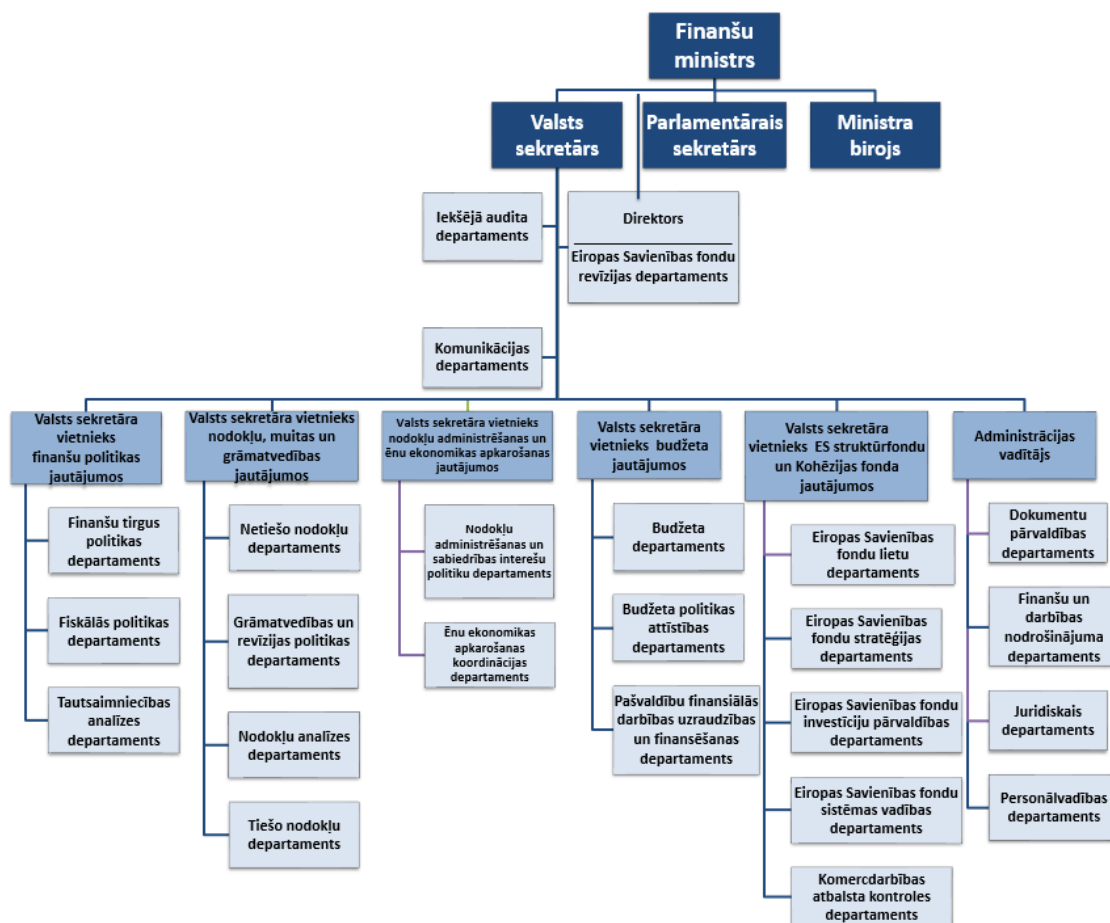 Finanšu
ministrs
Valsts
sekretārs
Parlamentārais
sekretārs
Ministra
birojs
Iekšējā audita
departaments
Direktors
Eiropas Savienības fondu
revīzijas departaments
Komunikācijas
departaments
Valsts sekretāra
vietnieks
finanšu politikas
jautājumos
Finanšu tirgus
politikas
departaments
Fiskālās politikas
departaments
Tautsaimniecības
analīzes
departaments
Valsts sekretāra vietnieks
nodokļu, muitas un
grāmatvedības
jautājumos
Netiešo nodokļu
departaments
Grāmatvedības un
revīzijas politikas
departaments
Nodokļu analīzes
departaments
Tiešo nodokļu
departaments
Valsts sekretāra vietnieks
nodokļu administrēšanas un
ēnu ekonomikas apkarošanas
jautājumos
Nodokļu
administrēšanas un
sabiedrības interešu
politiku departaments
Ēnu ekonomikas
apkarošanas
koordinācijas
departaments
Valsts sekretāra
vietnieks budžeta
jautājumos
Budžeta
departaments
Budžeta politikas
attīstības
departaments
Pašvaldību finansiālās
darbības uzraudzības
un finansēšanas
departaments
Valsts sekretāra
vietnieks ES struktūrfondu
un Kohēzijas fonda
jautājumos
Eiropas Savienības
fondu lietu
departaments
Eiropas Savienības
fondu stratēģijas
departaments
Eiropas Savienības fondu
investīciju pārvaldības
departaments
Eiropas Savienības fondu
sistēmas vadības
departaments
Komercdarbības
atbalsta kontroles
departaments
Administrācijas
vadītājs
Dokumentu
pārvaldības
departaments
Finanšu un
darbības
nodrošinājuma
departaments
Juridiskais
departaments
Personālvadības
departaments